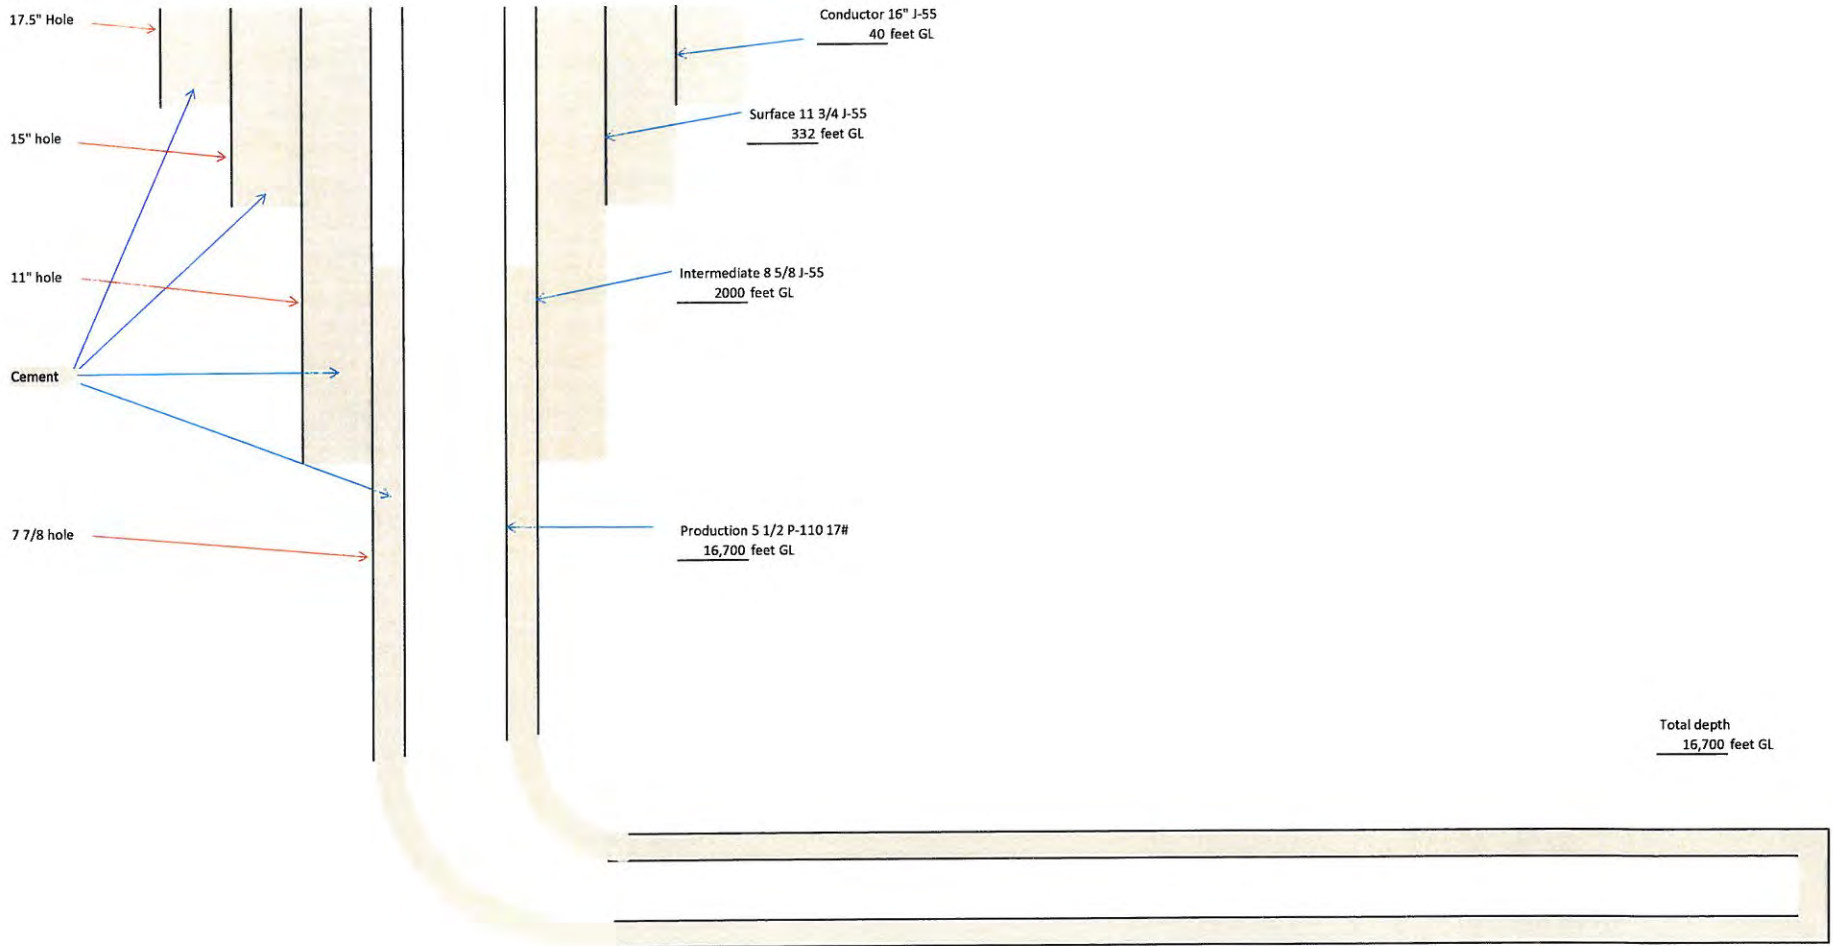 17.5" Hole
Conductor 16" J-55
40 feet GL
Surface 11 3/4 J-55
332 feet GL
15" hole
Intermediate 8 5/8 J-55
2000 feet GL
11" hole
Cement
Production 5 1/2 P-110 17#
16,700 feet GL
7 7/8 hole
Total depth
16,700 feet GL